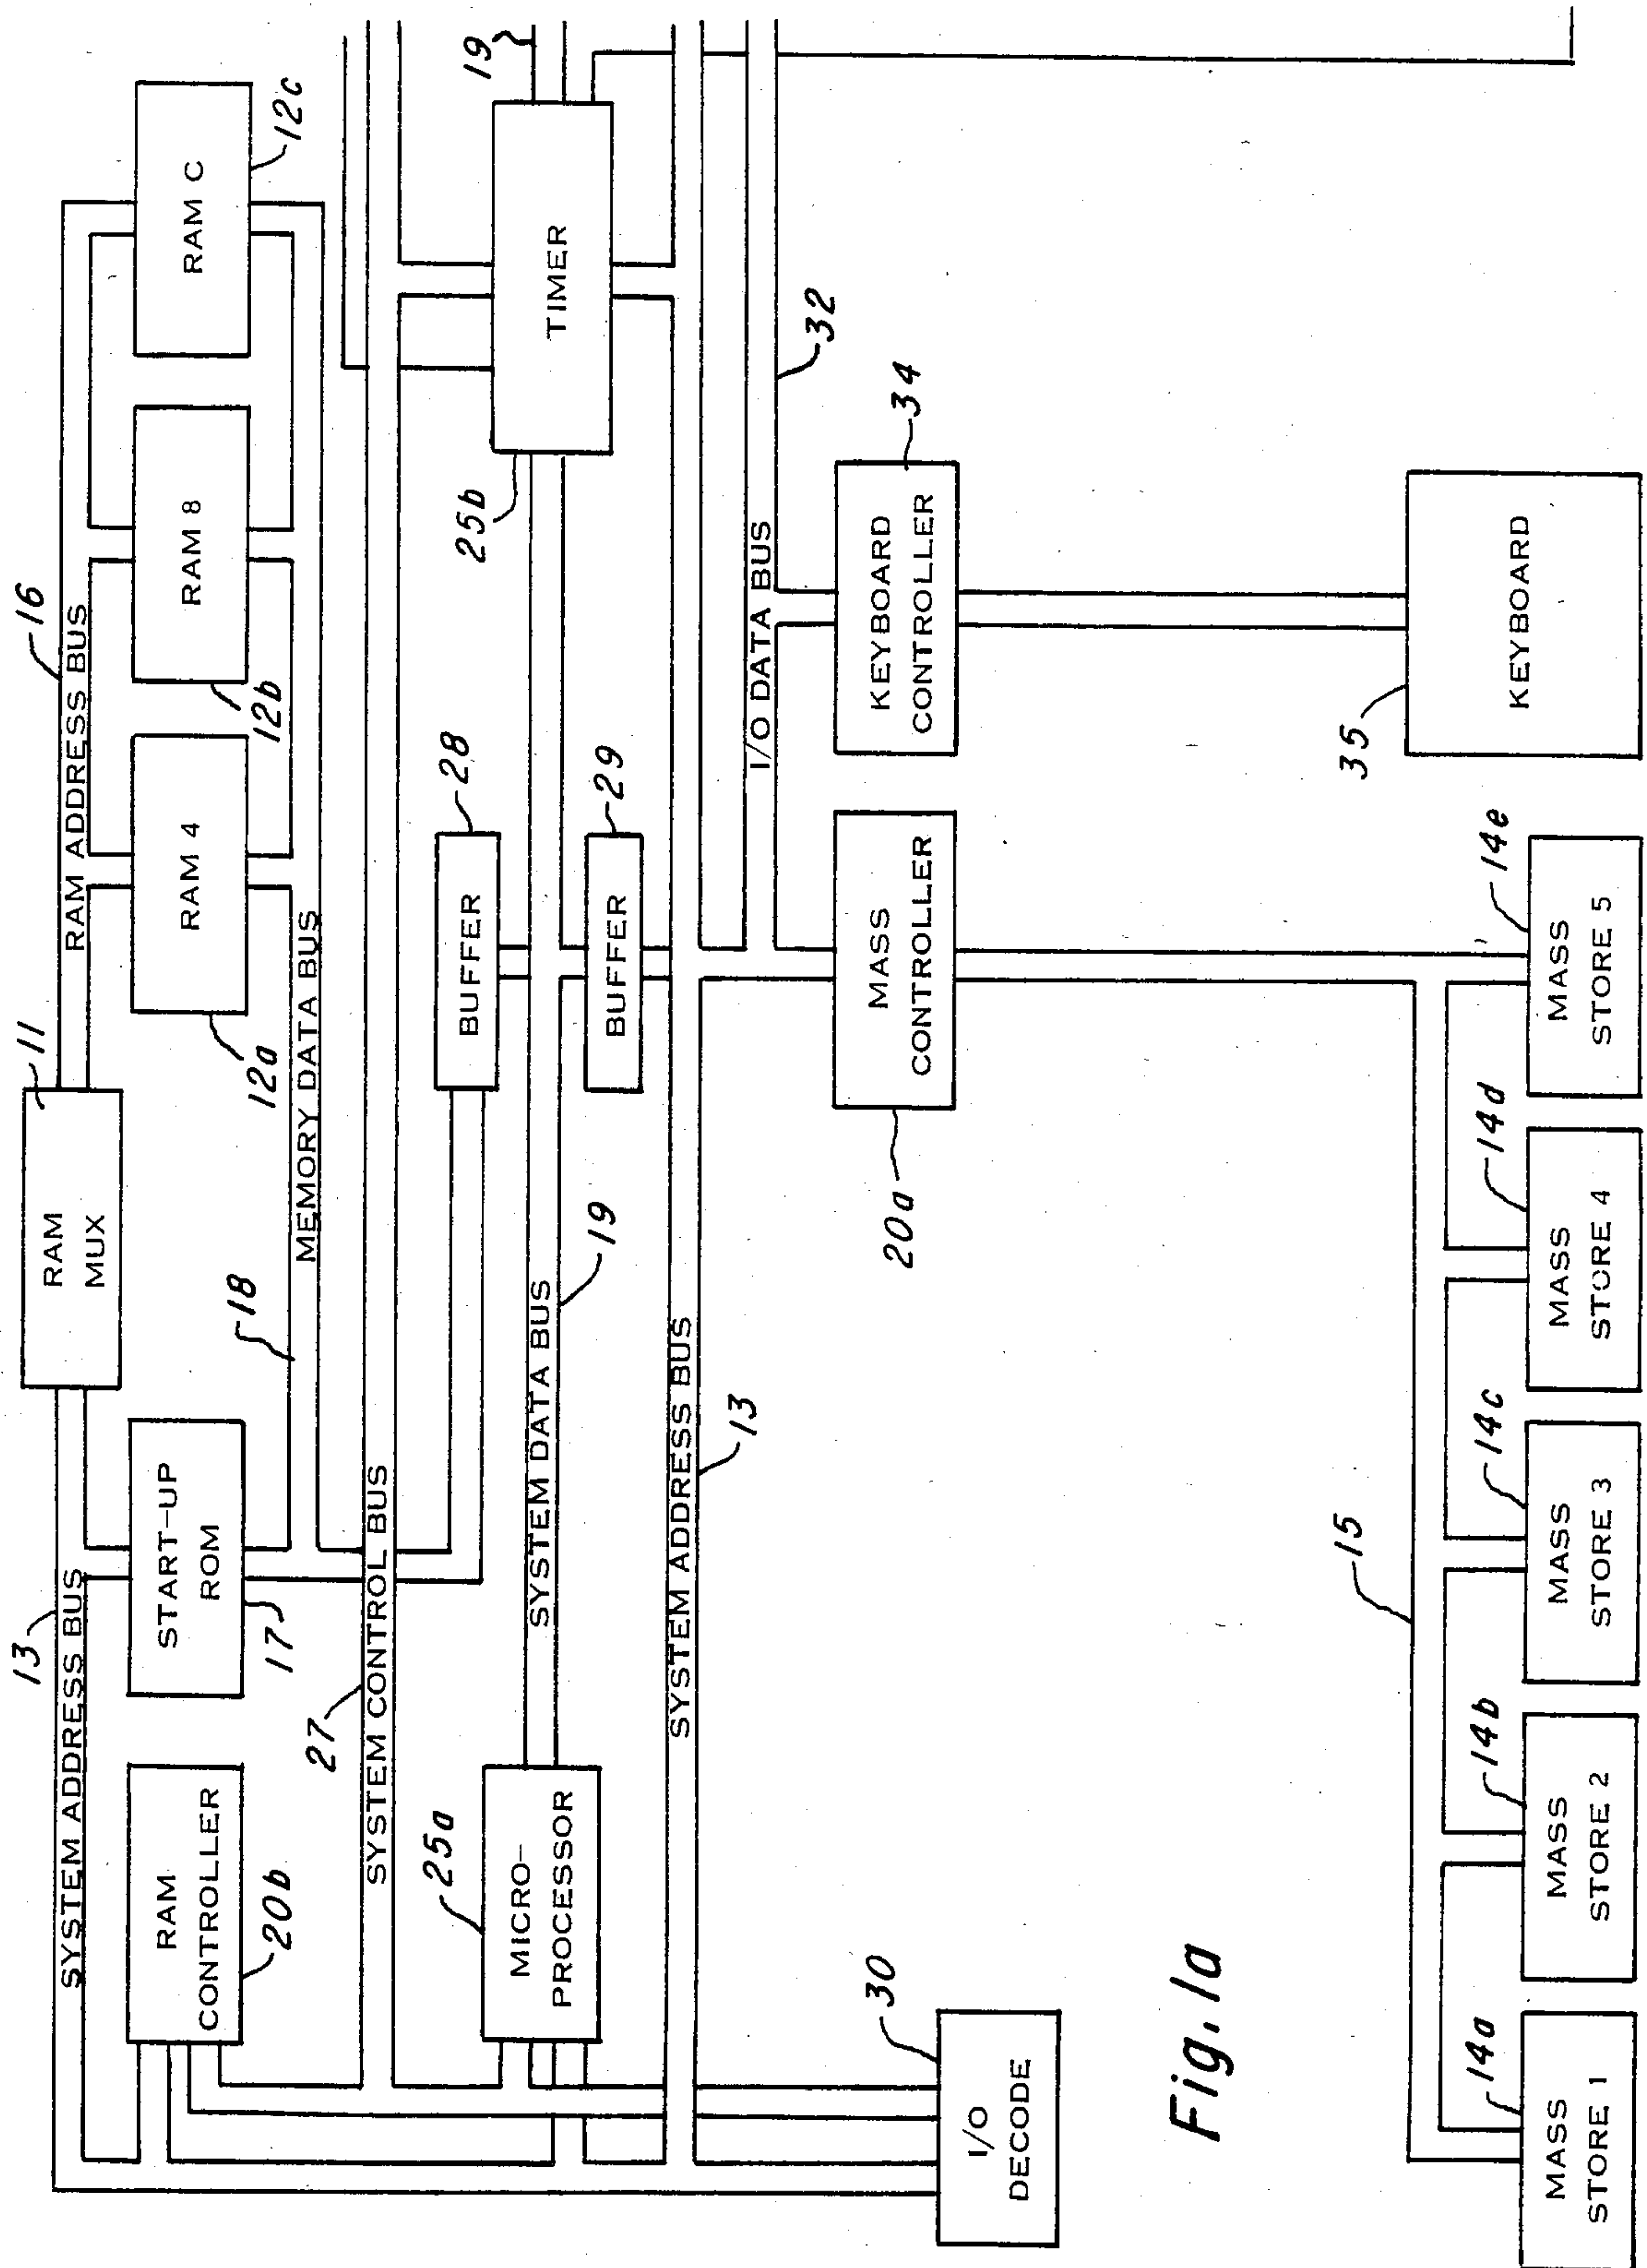 13
SYSTEM ADDRESS BUS
RAM
CONTROLLER
20b
START-UP
ROM
17
RAM
MUX
11
16
RAM ADDRESS BUS
RAM 4
12a
RAM 8
12b
RAM C
12c
18
MEMORY DATA BUS
27
SYSTEM CONTROL BUS
25a
MICRO-
PROCESSOR
SYSTEM DATA BUS
19
BUFFER
28
BUFFER
29
25b
TIMER
19
SYSTEM ADDRESS BUS
13
I/O DATA BUS
32
30
I/O
DECODE
20a
MASS
CONTROLLER
KEYBOARD
CONTROLLER
34
35
KEYBOARD
Fig.1a
15
14a
MASS
STORE 1
14b
MASS
STORE 2
14c
MASS
STORE 3
14d
MASS
STORE 4
14e
MASS
STORE 5